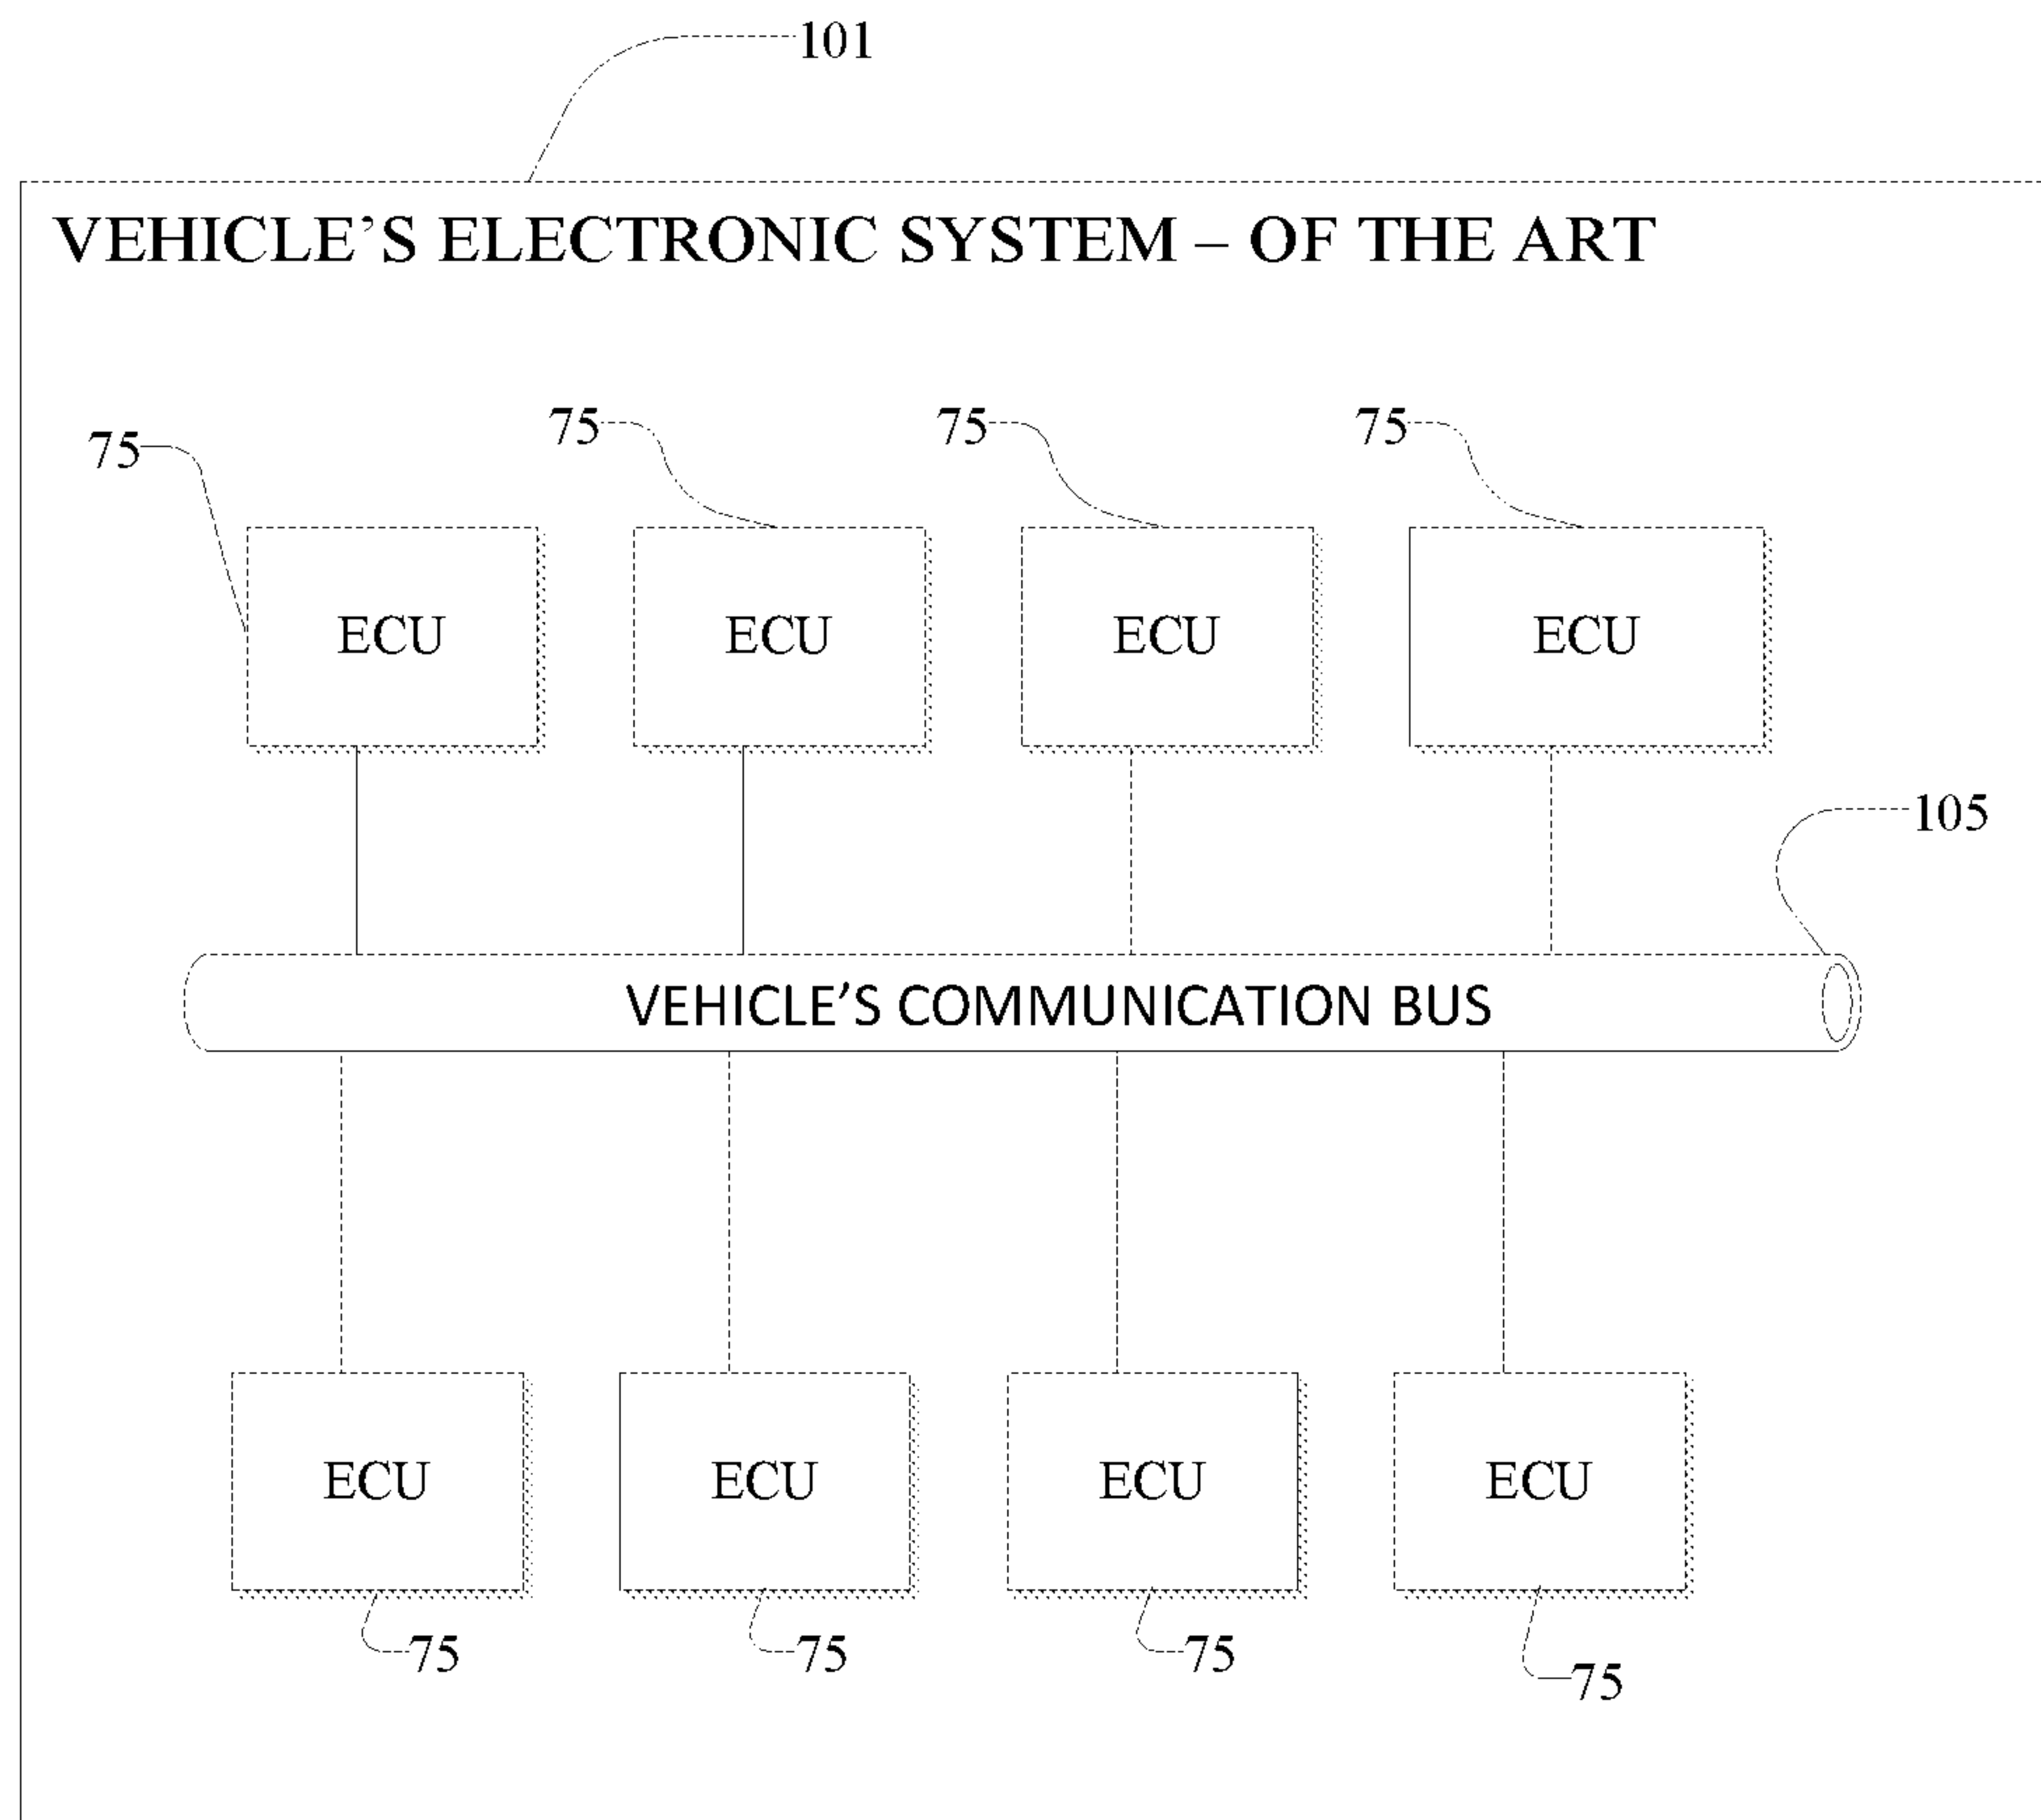 101
VEHICLE’S ELECTRONIC SYSTEM – OF THE ART
75 75 75 75
ECU ECU ECU ECU
105
VEHICLE’S COMMUNICATION BUS
ECU ECU ECU ECU
75 75 75 75